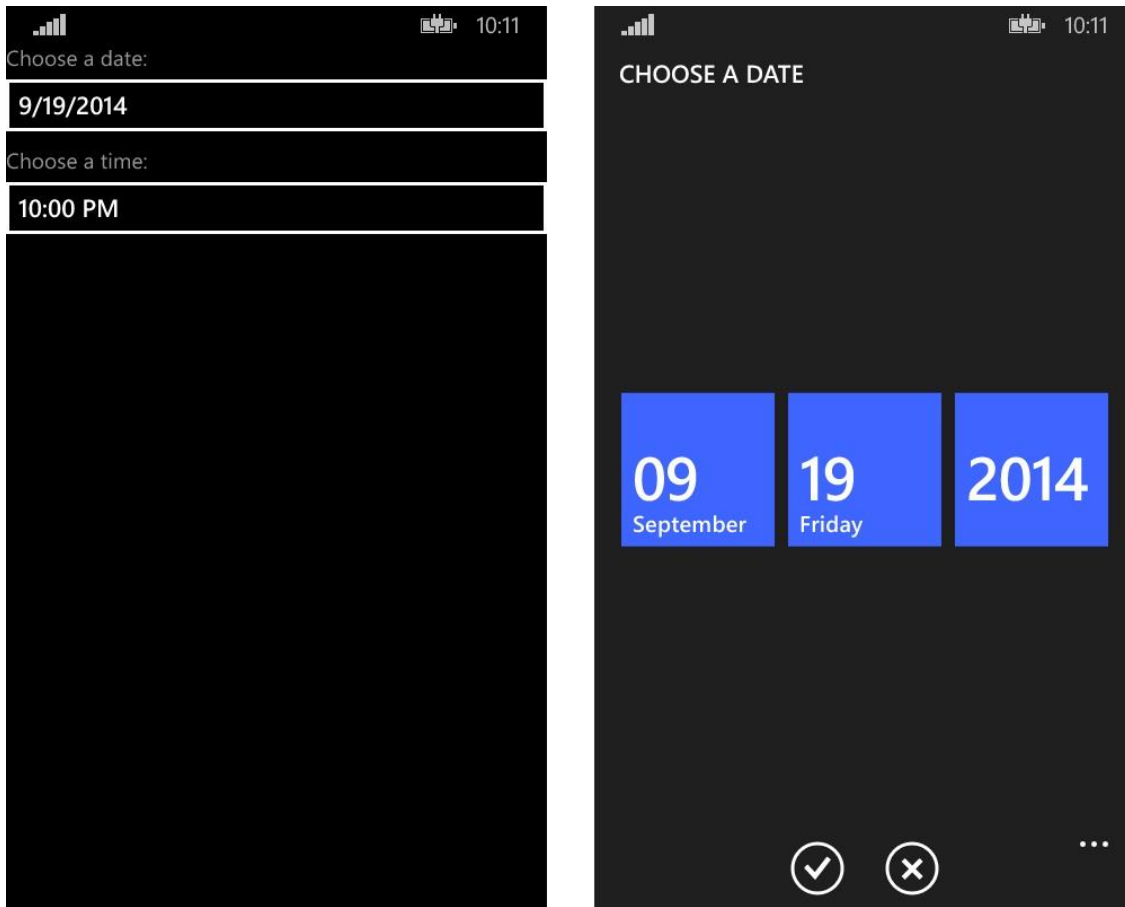 10:11
Choose a date:
9/19/2014
Choose a time:
10:00 PM
10:11
CHOOSE A DATE
09
September
19
Friday
2014